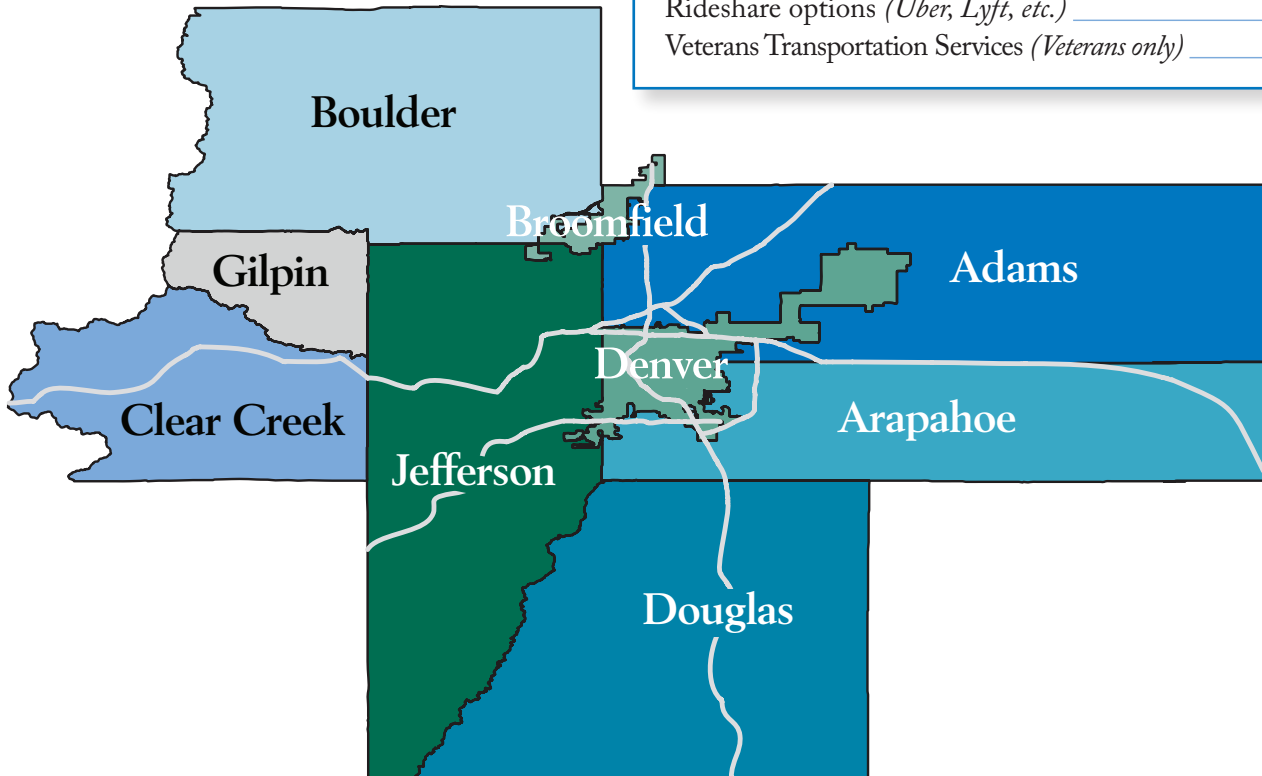 Rideshare options (Uber, Lyft, etc.)
Veterans Transportation Services (Veterans only)
Boulder
Broomfield
Gilpin
Adams
Denver
Clear Creek
Arapahoe
Jefferson
Douglas